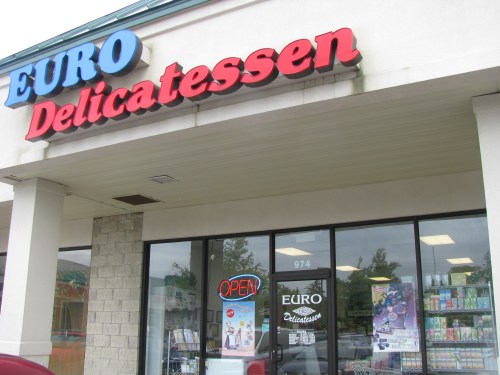 EURO
Delicatessen
974
OPEN
EURO
Delicatessen